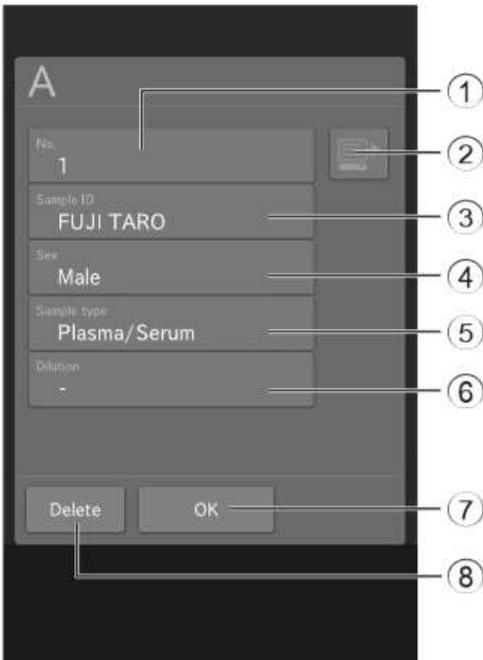 A
①
No.
1
②
Sample ID
FUJI TARO
③
Sex
Male
④
Sample type
Plasma/Serum
⑤
Dilution
-
⑥
Delete
OK
⑦
⑧